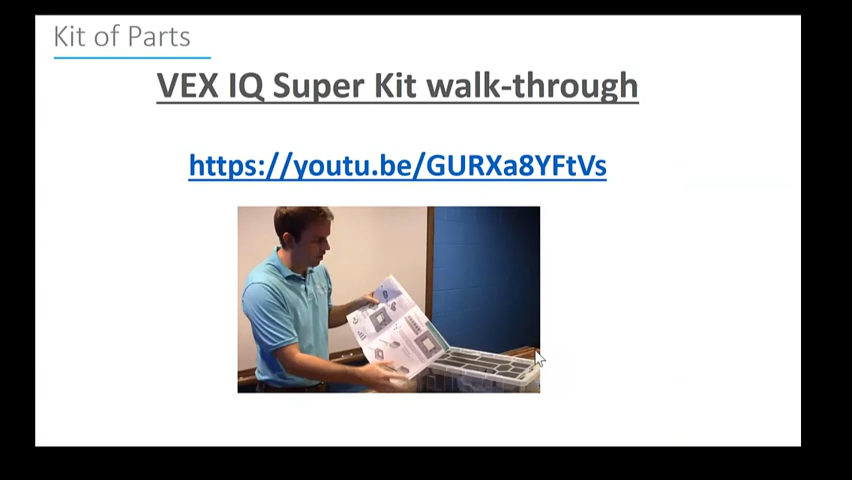 Kit of Parts
VEX IQ Super Kit walk-through
https://youtu.be/GURXa8YFtVs